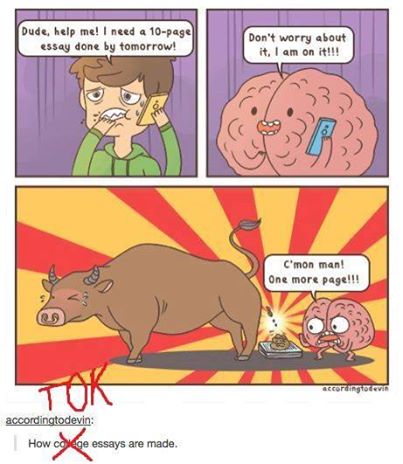 Dude, help me! I need a 10-page
essay done by tomorrow!
Don't worry about
it, I am on it!!!
C'mon man!
One more page!!!
accordingtodevin
TOK
accordingtodevin:
How college essays are made.